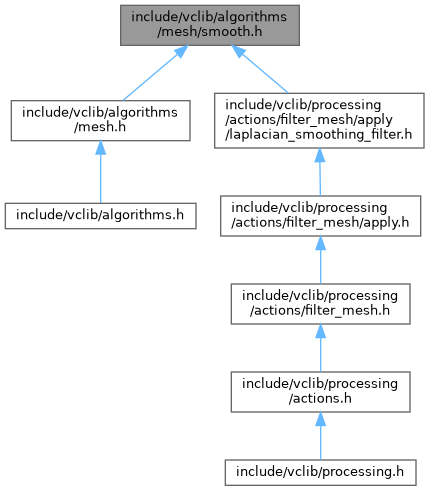 include/vclib/algorithms
/mesh/smooth.h
include/vclib/algorithms
/mesh.h
include/vclib/processing
/actions/filter_mesh/apply
/laplacian_smoothing_filter.h
include/vclib/algorithms.h
include/vclib/processing
/actions/filter_mesh/apply.h
include/vclib/processing
/actions/filter_mesh.h
include/vclib/processing
/actions.h
include/vclib/processing.h